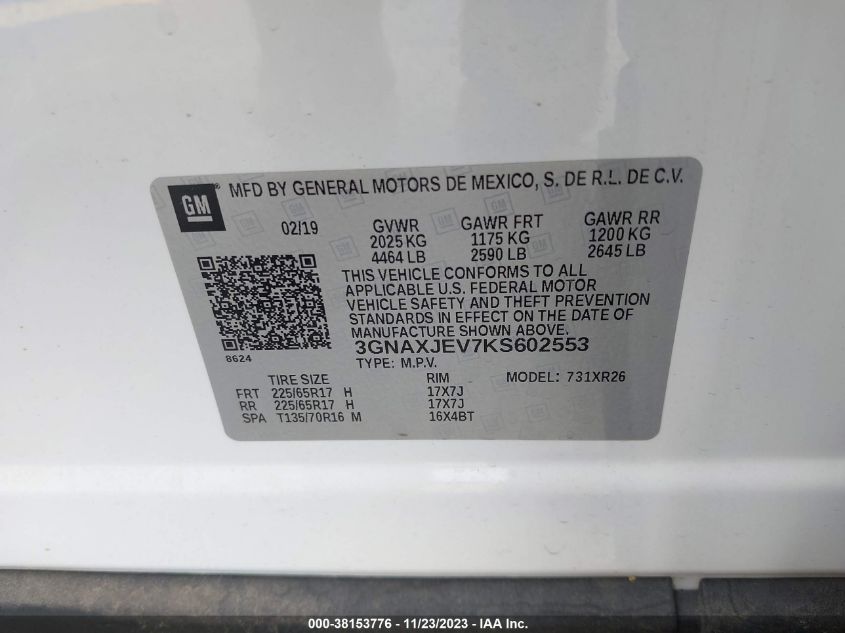 GM ® MFD BY GENERAL MOTORS DE MEXICO, S. DE R.L. DE C.V.
02/19 GVWR GAWR FRT GAWR RR
2025 KG 1175 KG 1200 KG
4464 LB 2590 LB 2645 LB
THIS VEHICLE CONFORMS TO ALL
APPLICABLE U.S. FEDERAL MOTOR
VEHICLE SAFETY AND THEFT PREVENTION
STANDARDS IN EFFECT ON THE DATE OF
MANUFACTURE SHOWN ABOVE.
8624 3GNAXJEV7KS602553
TYPE: M.P.V.
TIRE SIZE RIM MODEL: 731XR26
FRT 225/65R17 H 17X7J
RR 225/65R17 H 17X7J
SPA T135/70R16 M 16X4BT
000-38153776 - 11/23/2023 - IAA Inc.